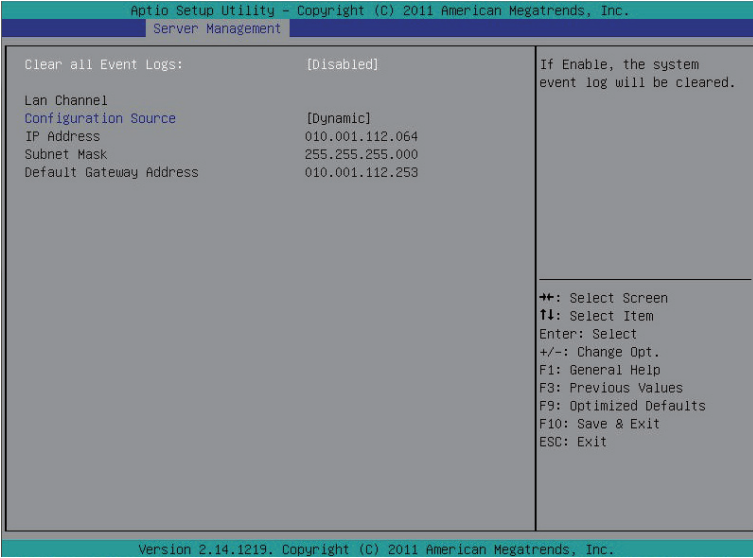 Aptio Setup Utility – Copyright (C) 2011 American Megatrends, Inc.
Server Management
Clear all Event Logs: [Disabled]
Lan Channel
Configuration Source [Dynamic]
IP Address 010.001.112.064
Subnet Mask 255.255.255.000
Default Gateway Address 010.001.112.253
If Enable, the system
event log will be cleared.
→←: Select Screen
↑↓: Select Item
Enter: Select
+/-: Change Opt.
F1: General Help
F3: Previous Values
F9: Optimized Defaults
F10: Save & Exit
ESC: Exit
Version 2.14.1219. Copyright (C) 2011 American Megatrends, Inc.